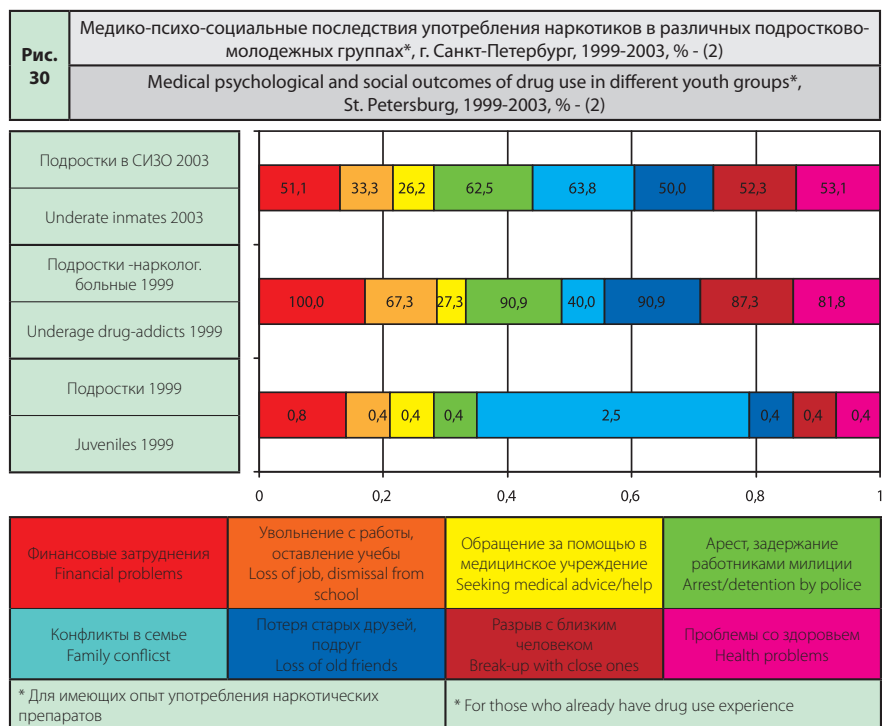 Рис.
30
Медико-психо-социальные последствия употребления наркотиков в различных подростково-
молодежных группах*, г. Санкт-Петербург, 1999-2003, % - (2)
Medical psychological and social outcomes of drug use in different youth groups*,
St. Petersburg, 1999-2003, % - (2)
Подростки в СИЗО 2003
Underate inmates 2003
51,1 33,3 26,2 62,5 63,8 50,0 52,3 53,1
Подростки -нарколог.
больные 1999
Underage drug-addicts 1999
100,0 67,3 27,3 90,9 40,0 90,9 87,3 81,8
Подростки 1999
Juveniles 1999
0,8 0,4 0,4 0,4 2,5 0,4 0,4 0,4
0 0,2 0,4 0,6 0,8 1
Финансовые затруднения
Financial problems
Увольнение с работы,
оставление учебы
Loss of job, dismissal from
school
Обращение за помощью в
медицинское учреждение
Seeking medical advice/help
Арест, задержание
работниками милиции
Arrest/detention by police
Конфликты в семье
Family conflicst
Потеря старых друзей,
подруг
Loss of old friends
Разрыв с близким
человеком
Break-up with close ones
Проблемы со здоровьем
Health problems
* Для имеющих опыт употребления наркотических
препаратов
* For those who already have drug use experience